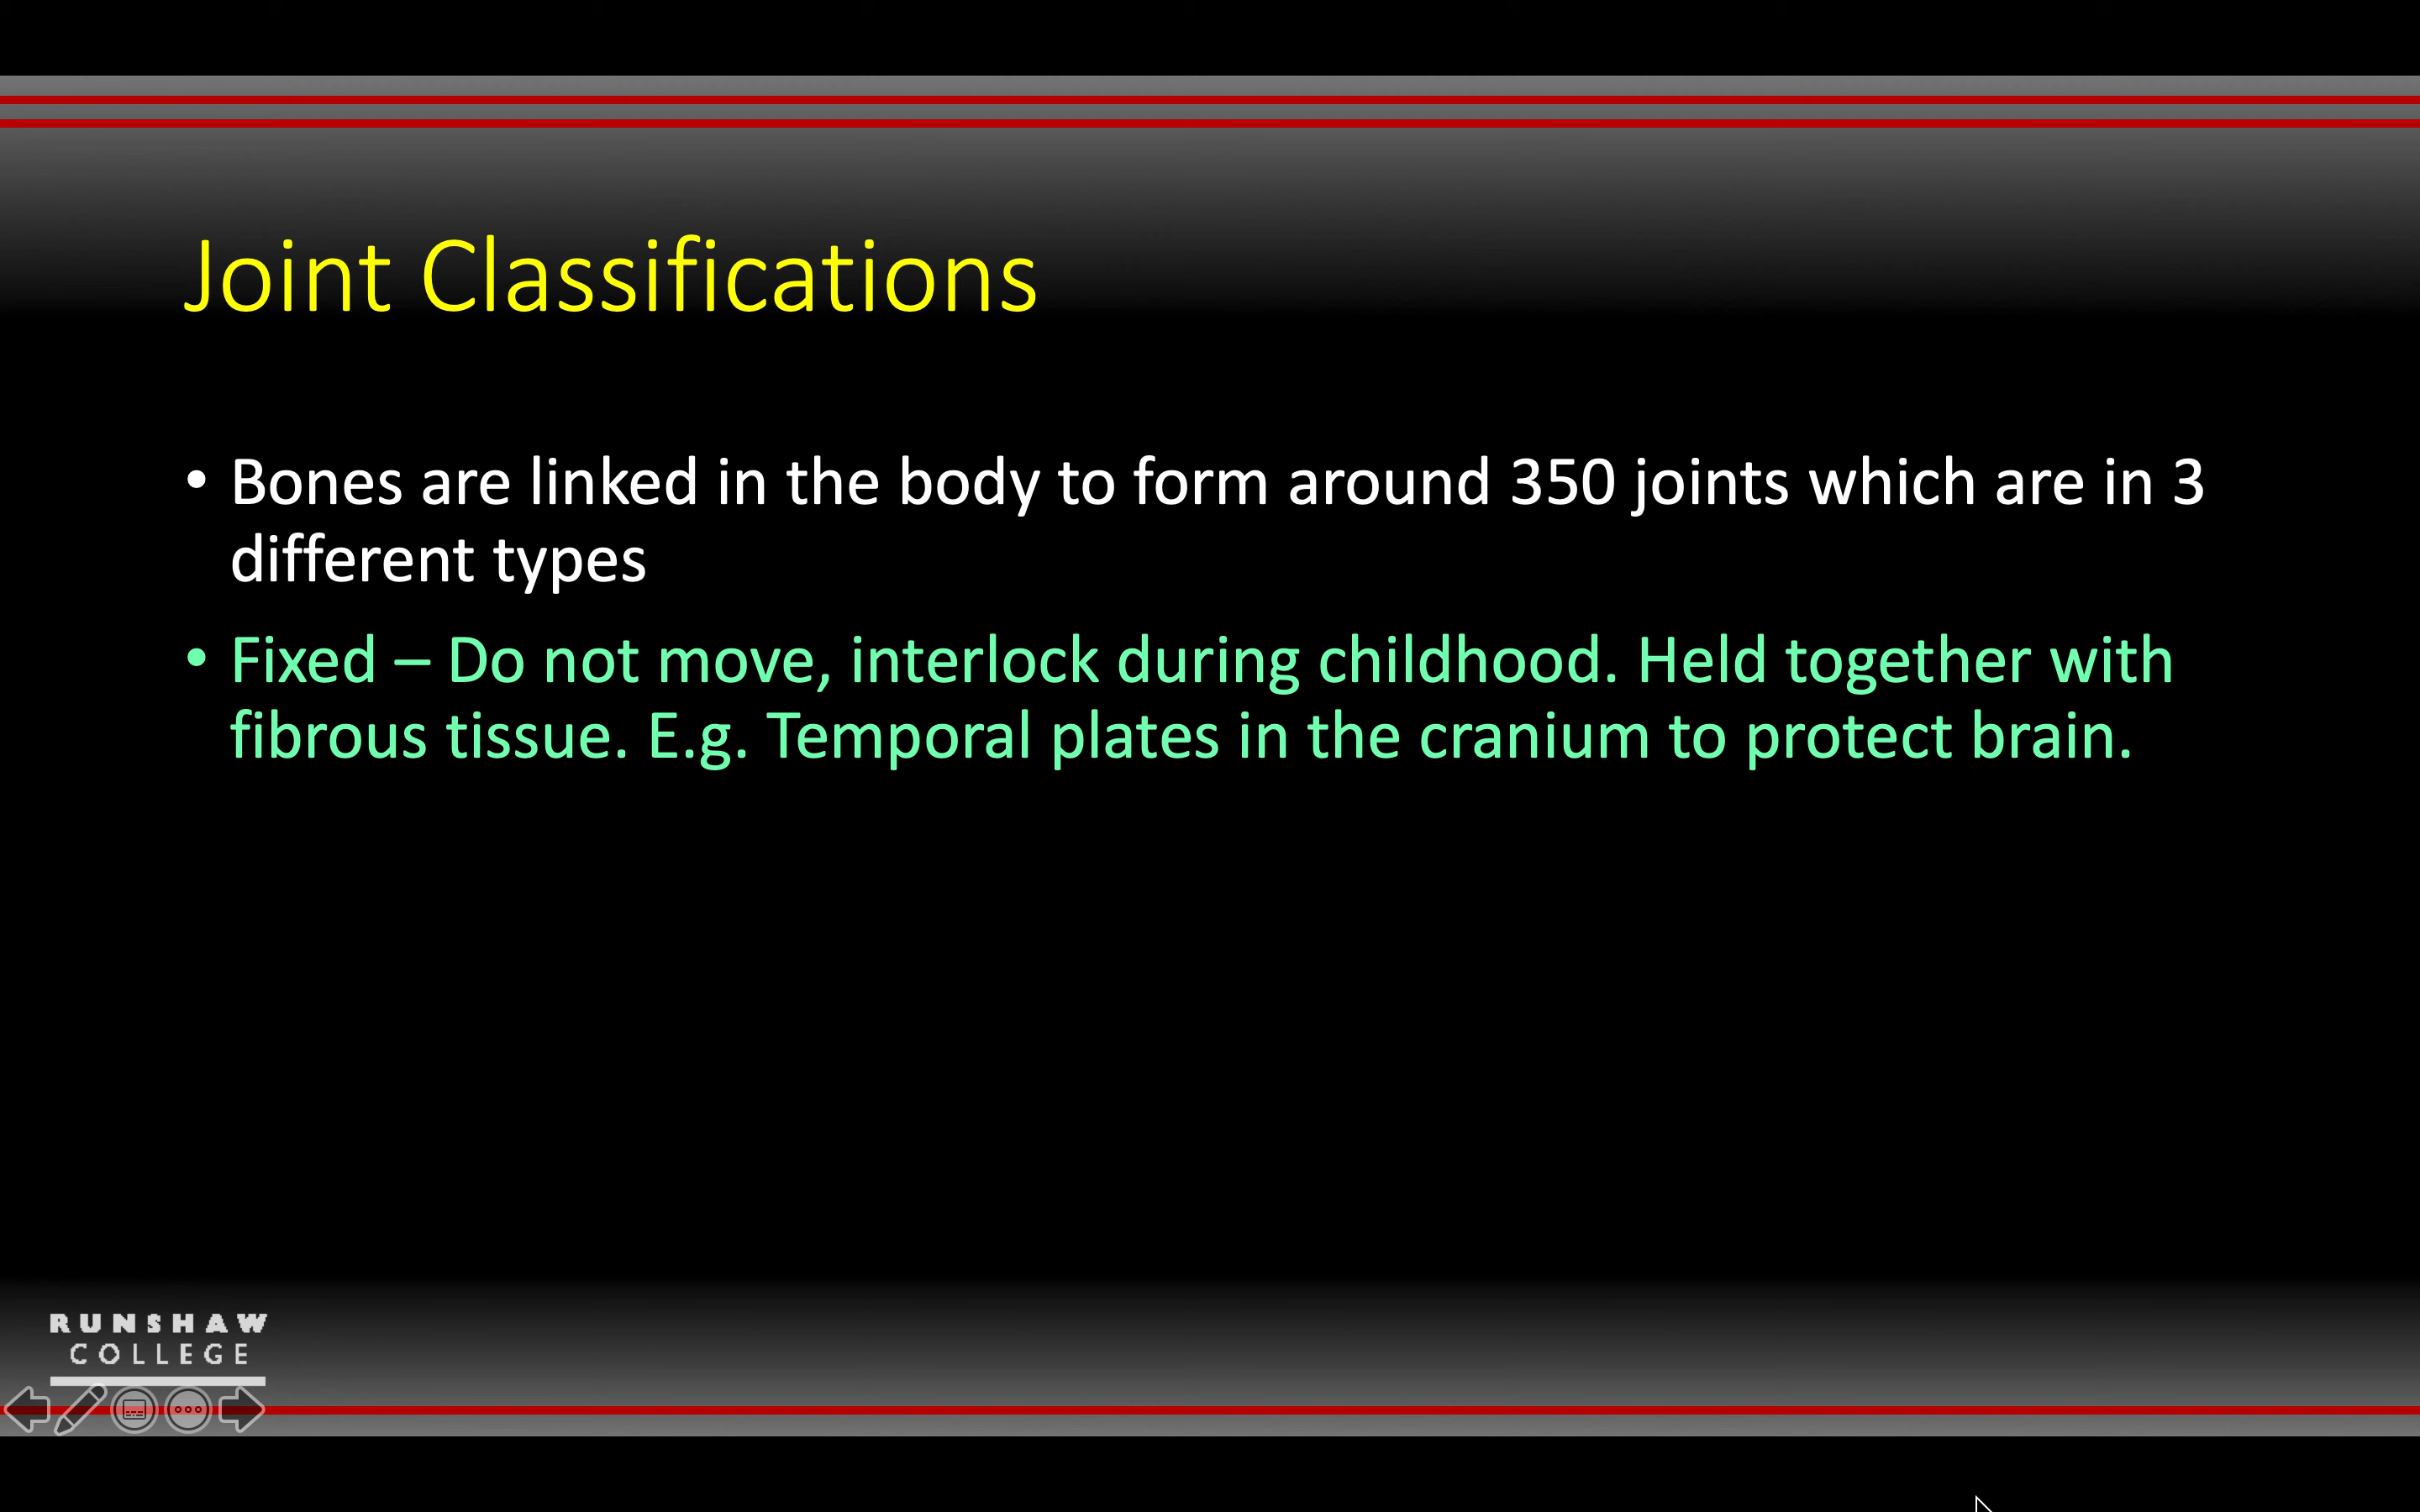 Joint Classifications
• Bones are linked in the body to form around 350 joints which are in 3
different types
• Fixed – Do not move, interlock during childhood. Held together with
fibrous tissue. E.g. Temporal plates in the cranium to protect brain.
RUNSHAW
COLLEGE